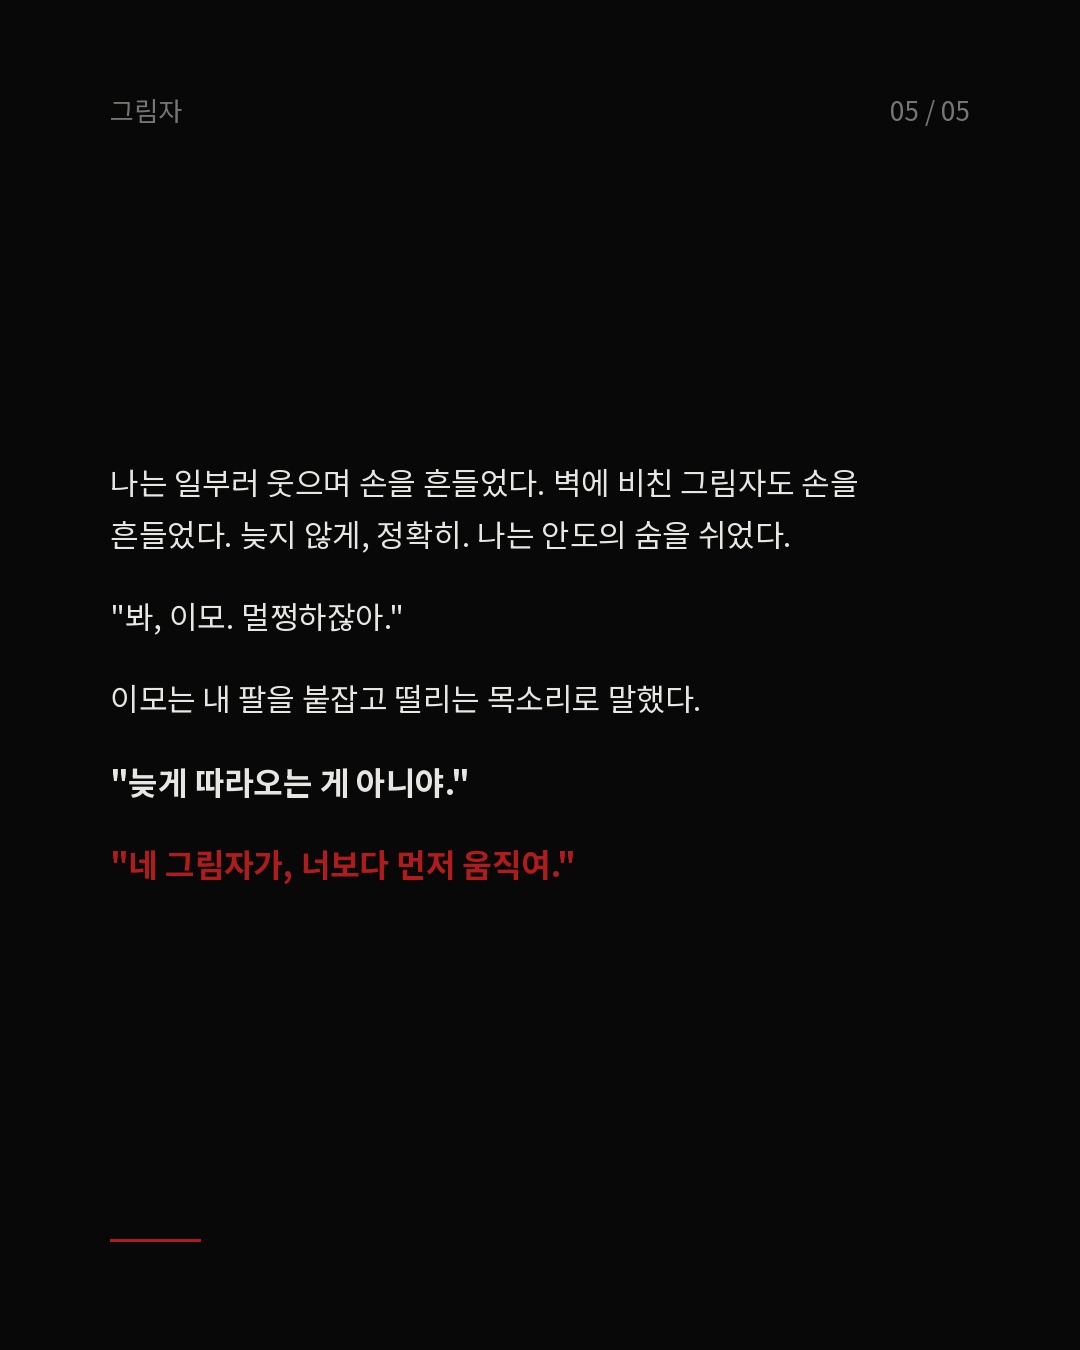 그림자
05 / 05
나는 일부러 웃으며 손을 흔들었다. 벽에 비친 그림자도 손을
흔들었다. 늦지 않게, 정확히. 나는 안도의 숨을 쉬었다.
"봐, 이모. 멀쩡하잖아."
이모는 내 팔을 붙잡고 떨리는 목소리로 말했다.
"늦게 따라오는 게 아니야."
"네 그림자가, 너보다 먼저 움직여."